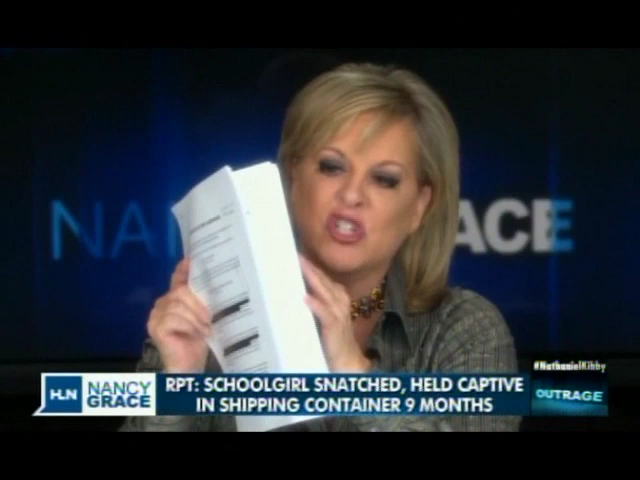 NANCY GRACE
#NathanielKibby
HLN
NANCY
GRACE
RPT: SCHOOLGIRL SNATCHED, HELD CAPTIVE
IN SHIPPING CONTAINER 9 MONTHS
OUTRAGE